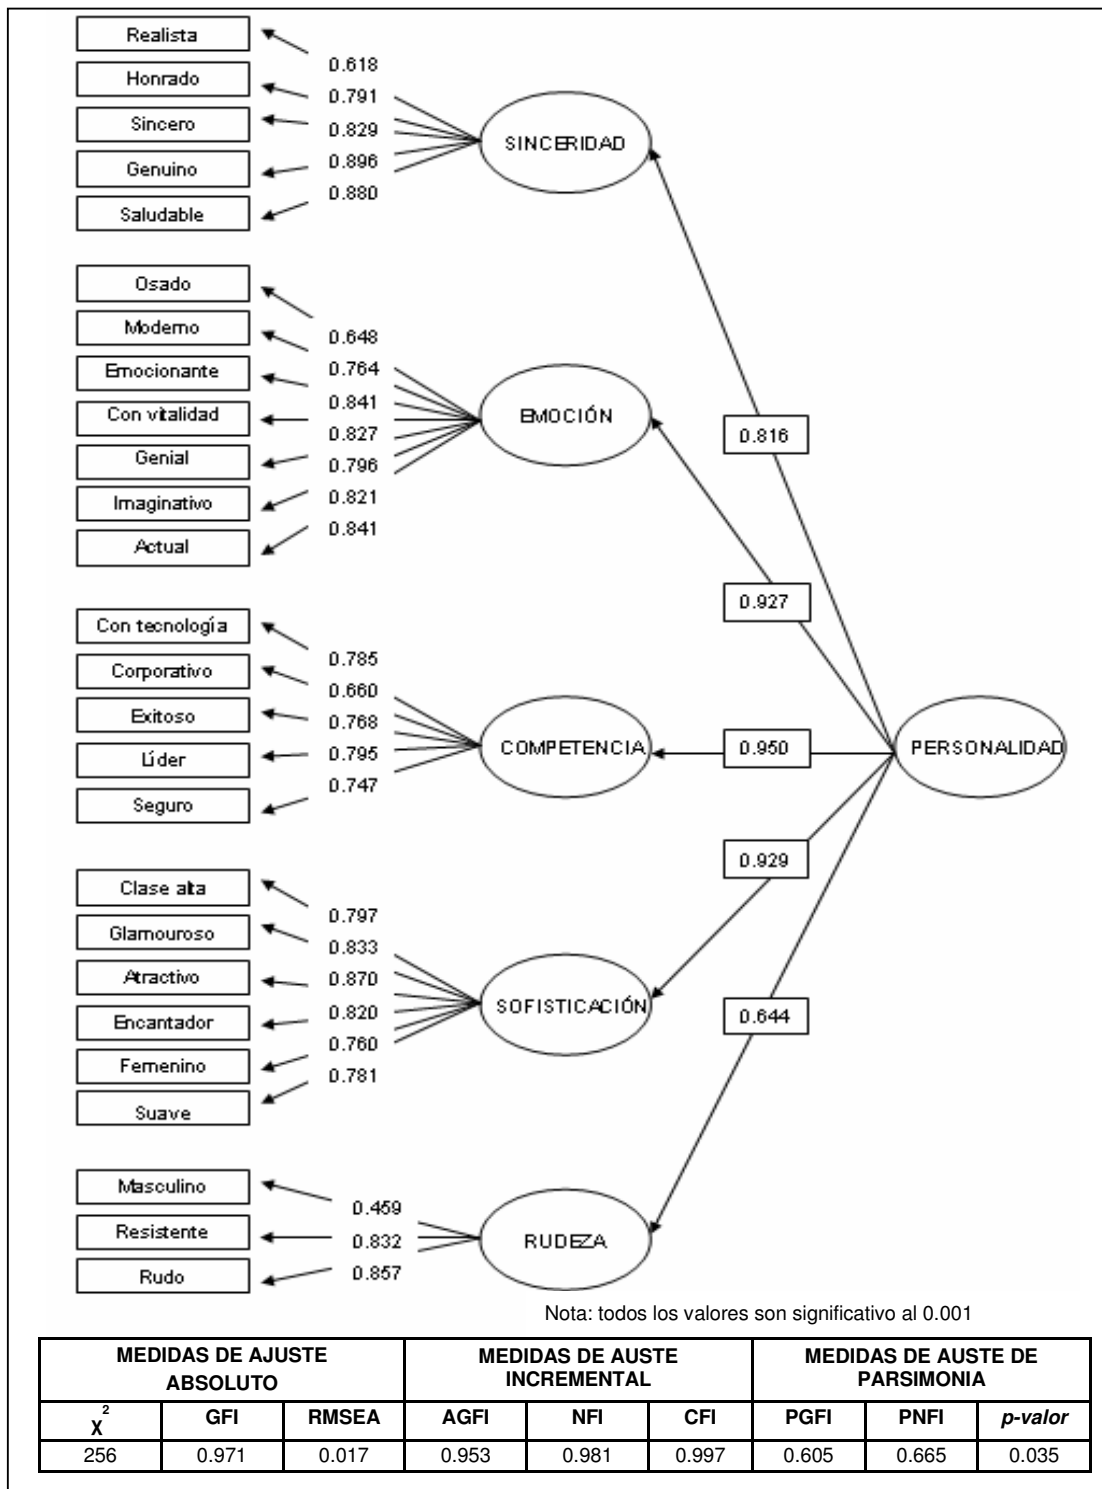 Realista
0.618
Honrado
0.791
Sincero
0.829
Genuino
0.896
Saludable
0.880
SINCERIDAD
Osado
0.648
Moderno
0.764
Emocionante
0.841
Con vitalidad
0.827
Genial
0.796
Imaginativo
0.821
Actual
0.841
EMOCIÓN
0.816
0.927
Con tecnología
0.785
Corporativo
0.660
Exitoso
0.768
Líder
0.795
Seguro
0.747
COMPETENCIA
0.950
PERSONALIDAD
0.929
Clase alta
0.797
Glamouroso
0.833
Atractivo
0.870
Encantador
0.820
Femenino
0.760
Suave
0.781
SOFISTICACIÓN
0.644
Masculino
0.459
Resistente
0.832
Rudo
0.857
RUDEZA
Nota: todos los valores son significativo al 0.001
MEDIDAS DE AJUSTE
ABSOLUTO
MEDIDAS DE AUSTE
INCREMENTAL
MEDIDAS DE AUSTE DE
PARSIMONIA
χ² GFI RMSEA AGFI NFI CFI PGFI PNFI p-valor
256 0.971 0.017 0.953 0.981 0.997 0.605 0.665 0.035